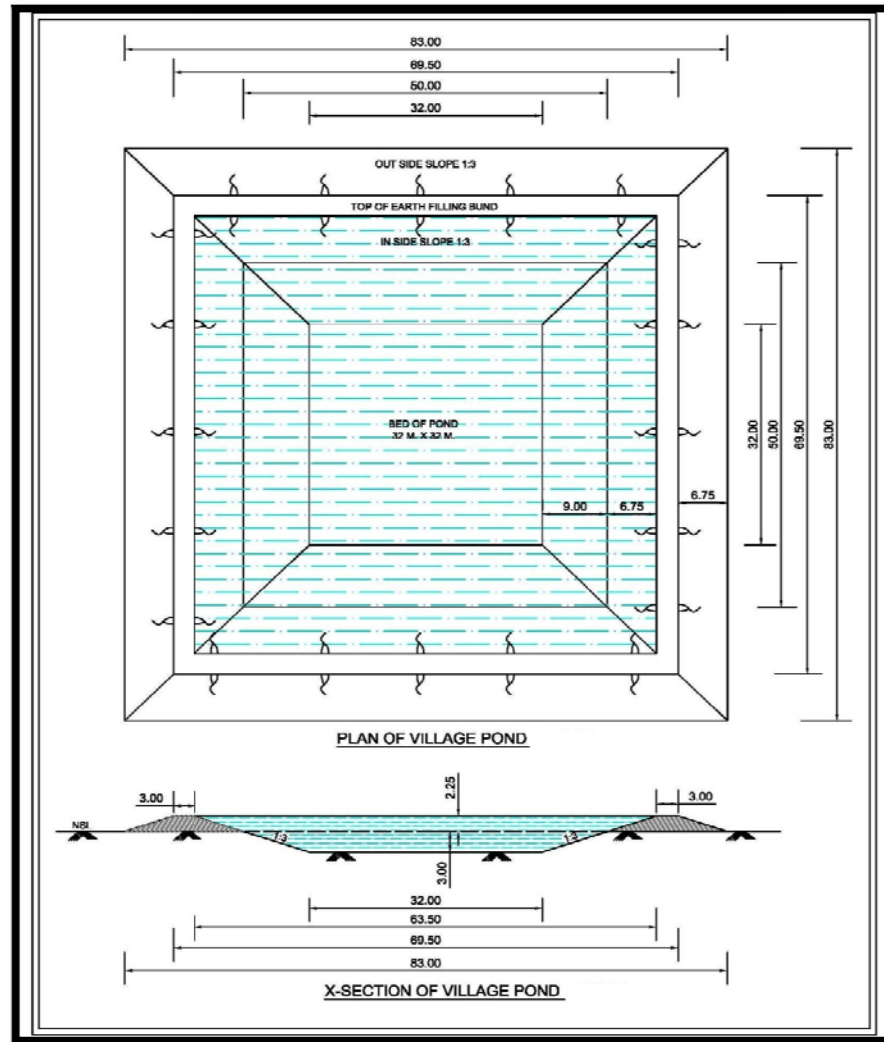 83.00
69.50
50.00
32.00
OUT SIDE SLOPE 1:3
TOP OF EARTH FILLING BUND
IN SIDE SLOPE 1:3
BED OF POND
32 M. X 32 M.
9.00
6.75
6.75
32.00
50.00
69.50
83.00
PLAN OF VILLAGE POND
3.00
2.25
3.00
NSL
1:3
1:3
3.00
32.00
63.50
69.50
83.00
X-SECTION OF VILLAGE POND